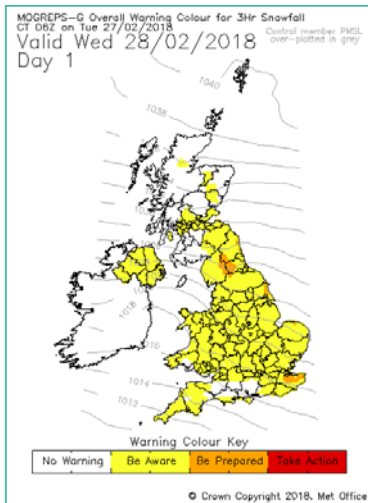 MOGREPS-G Overall Warning Colour for 3Hr Snowfall
CT 06Z on Tue 27/02/2018
Control member PMSL
over-plotted in grey
Valid Wed 28/02/2018
Day 1
1040
1038
1018
1016
1014
1012
Warning Colour Key
No Warning
Be Aware
Be Prepared
Take Action
© Crown Copyright 2018, Met Office